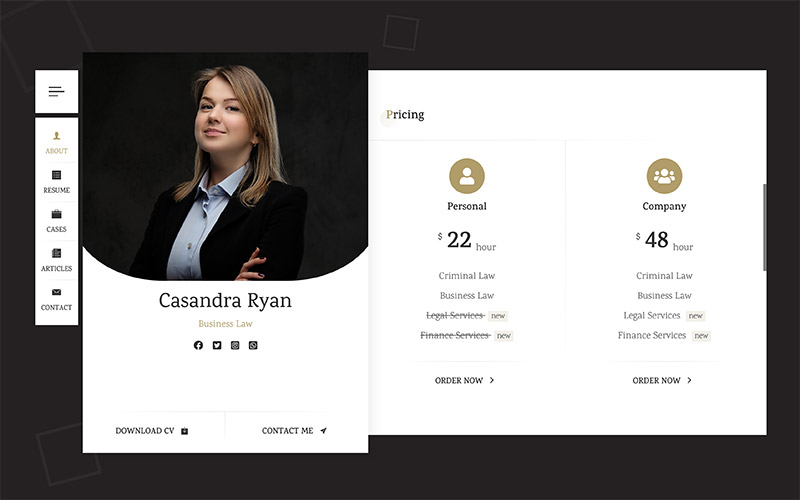 ABOUT
RESUME
CASES
ARTICLES
CONTACT
Casandra Ryan
Business Law
DOWNLOAD CV
CONTACT ME
Pricing
Personal
$ 22 hour
Criminal Law
Business Law
Legal Services new
Finance Services new
ORDER NOW
Company
$ 48 hour
Criminal Law
Business Law
Legal Services new
Finance Services new
ORDER NOW